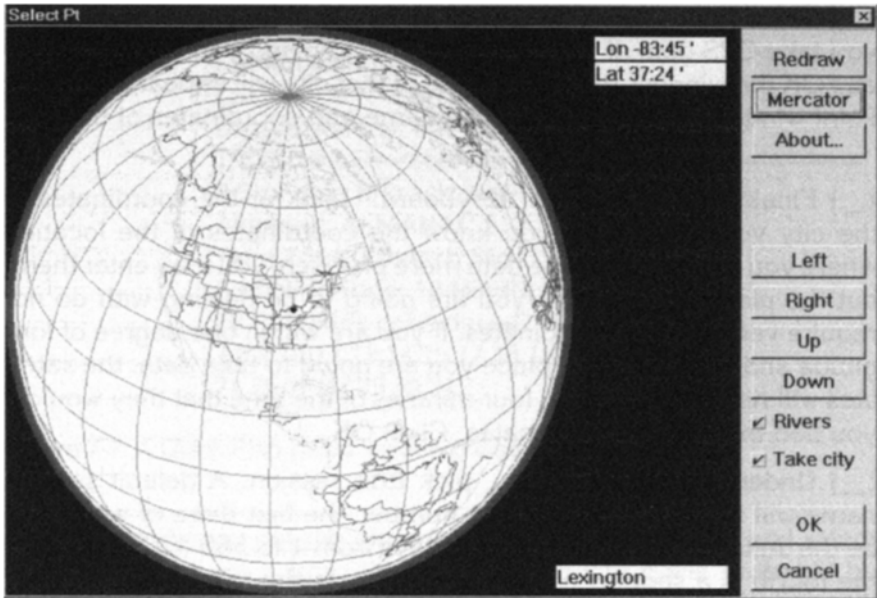 Select Pt
Lon -83:45 '
Lat 37:24 '
Redraw
Mercator
About...
Left
Right
Up
Down
Rivers
Take city
OK
Cancel
Lexington